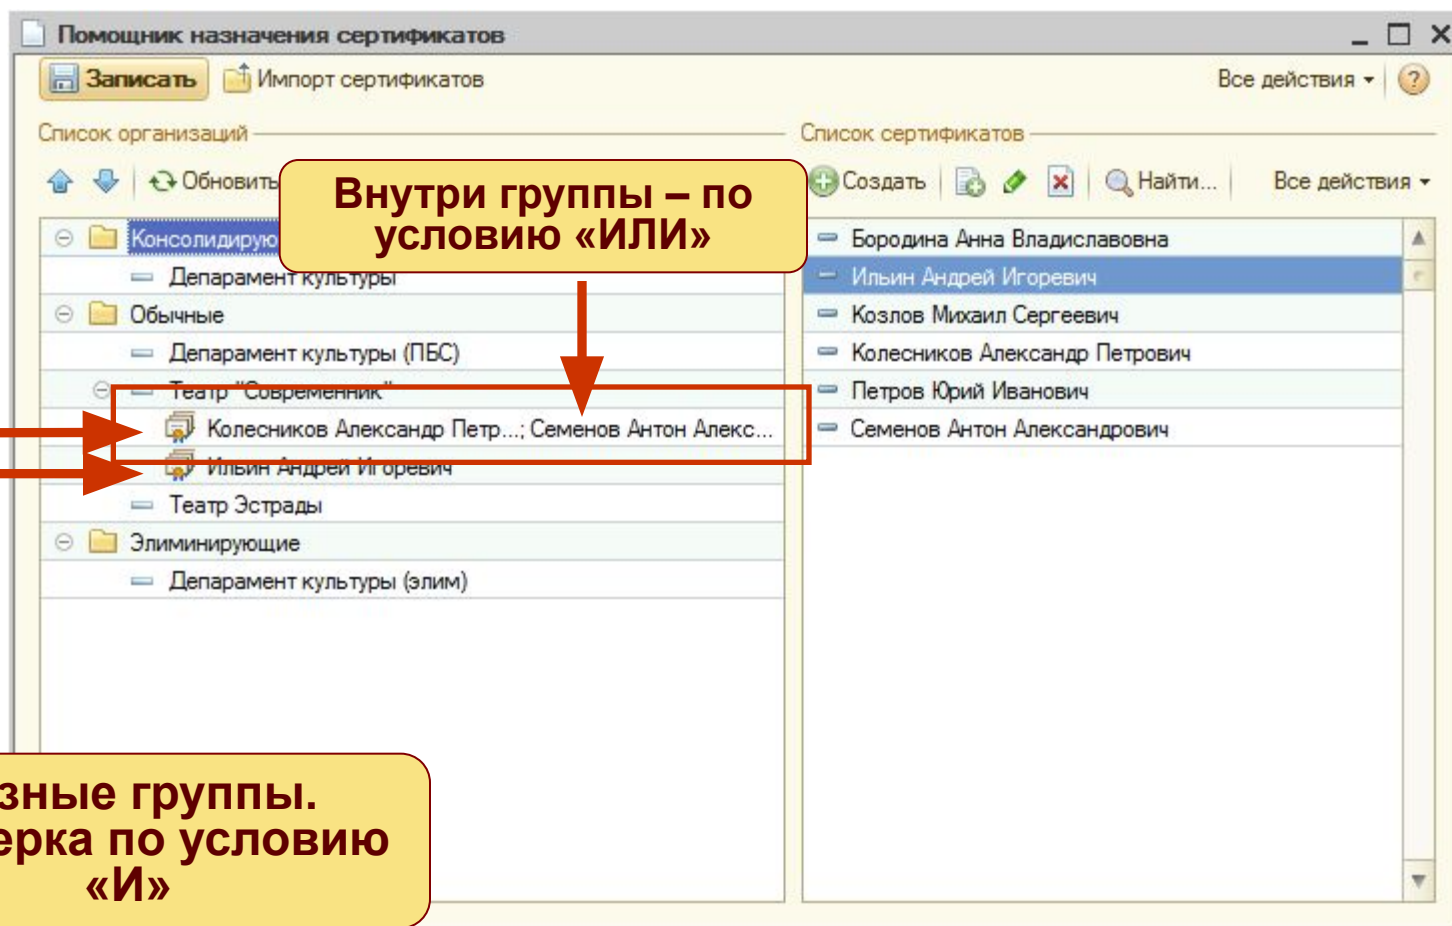 Помощник назначения сертификатов
Записать Импорт сертификатов Все действия
Список организаций
Список сертификатов
Обновить
Создать Найти... Все действия
Внутри группы – по
условию «ИЛИ»
Консолидирую
Депарамент культуры
Обычные
Депарамент культуры (ПБС)
Театр "Современник"
Колесников Александр Петр...; Семенов Антон Алекс...
Ильин Андрей Игоревич
Театр Эстрады
Элиминирующие
Депарамент культуры (элим)
Бородина Анна Владиславовна
Ильин Андрей Игоревич
Козлов Михаил Сергеевич
Колесников Александр Петрович
Петров Юрий Иванович
Семенов Антон Александрович
зные группы.
ерка по условию
«И»